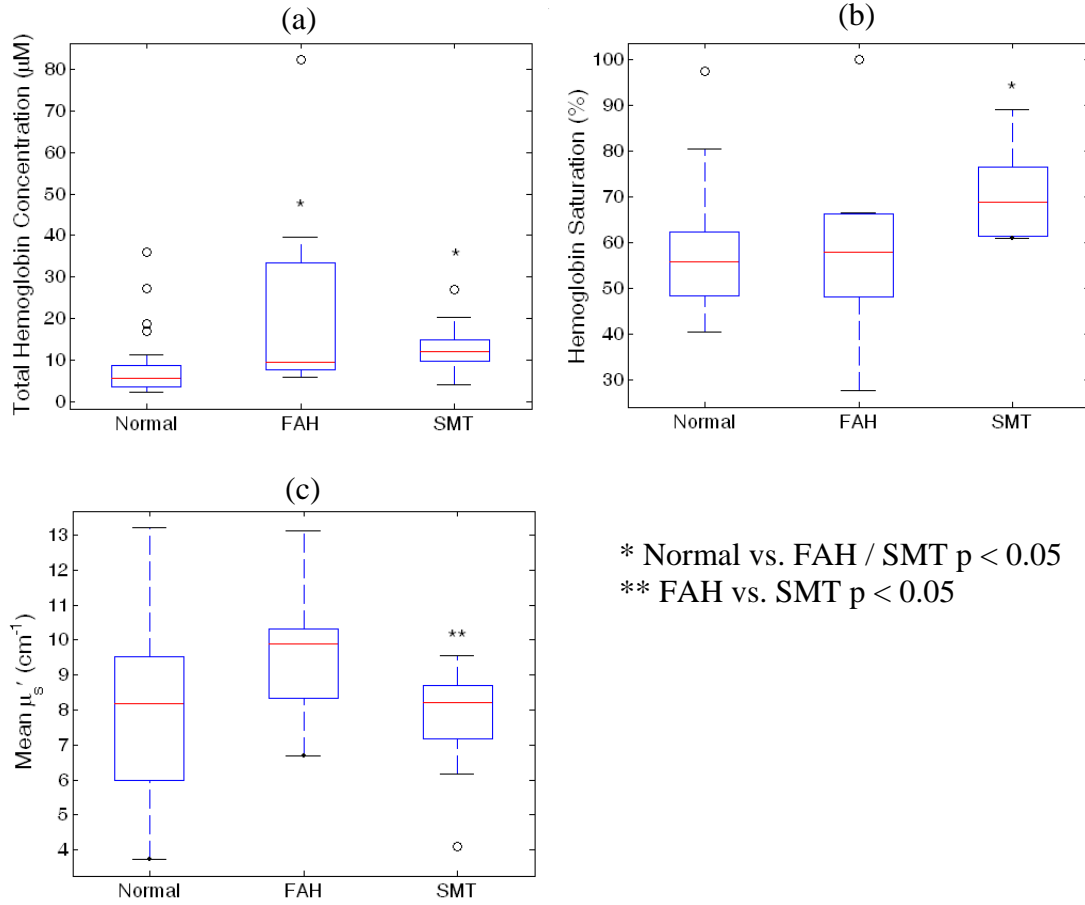 (a)
Total Hemoglobin Concentration (µM)
80
70
60
50
40
30
20
10
0
*
*
Normal FAH SMT
(b)
Hemoglobin Saturation (%)
100
90
80
70
60
50
40
30
*
Normal FAH SMT
(c)
Mean µs′ (cm-1)
13
12
11
10
9
8
7
6
5
4
**
Normal FAH SMT
* Normal vs. FAH / SMT p < 0.05
** FAH vs. SMT p < 0.05